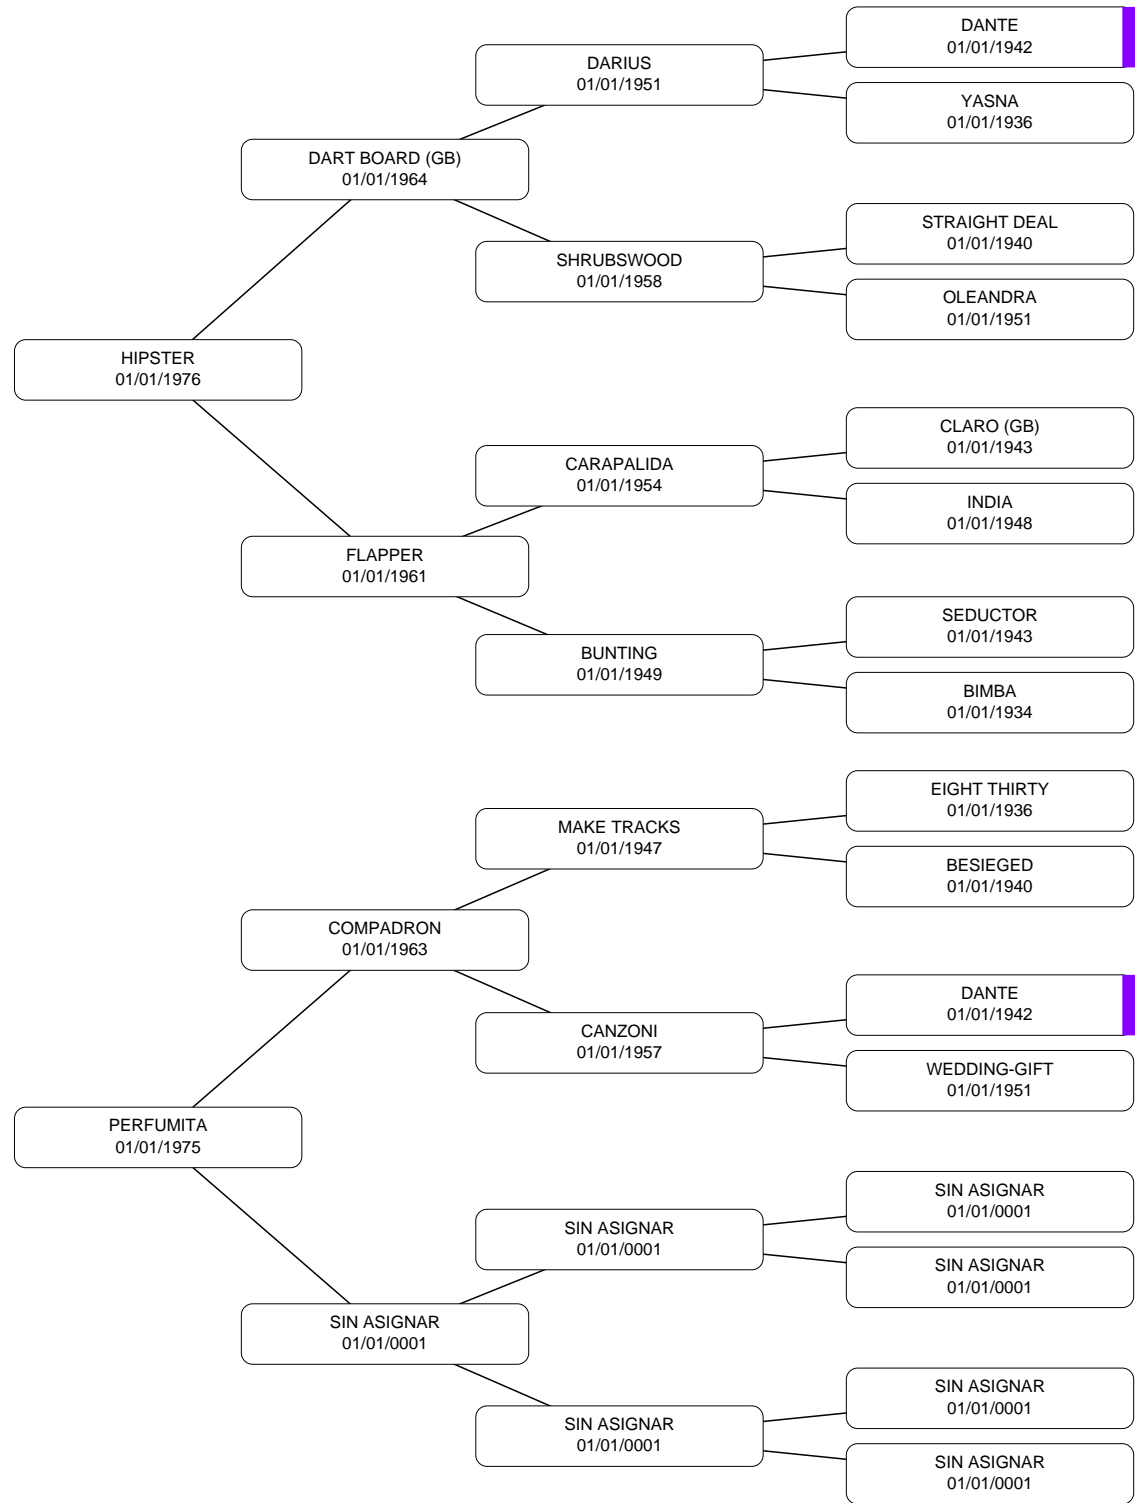 DANTE
01/01/1942
DARIUS
01/01/1951
YASNA
01/01/1936
DART BOARD (GB)
01/01/1964
STRAIGHT DEAL
01/01/1940
SHRUBSWOOD
01/01/1958
OLEANDRA
01/01/1951
HIPSTER
01/01/1976
CLARO (GB)
01/01/1943
CARAPALIDA
01/01/1954
INDIA
01/01/1948
FLAPPER
01/01/1961
SEDUCTOR
01/01/1943
BUNTING
01/01/1949
BIMBA
01/01/1934
EIGHT THIRTY
01/01/1936
MAKE TRACKS
01/01/1947
BESIEGED
01/01/1940
COMPADRON
01/01/1963
DANTE
01/01/1942
CANZONI
01/01/1957
WEDDING-GIFT
01/01/1951
PERFUMITA
01/01/1975
SIN ASIGNAR
01/01/0001
SIN ASIGNAR
01/01/0001
SIN ASIGNAR
01/01/0001
SIN ASIGNAR
01/01/0001
SIN ASIGNAR
01/01/0001
SIN ASIGNAR
01/01/0001
SIN ASIGNAR
01/01/0001